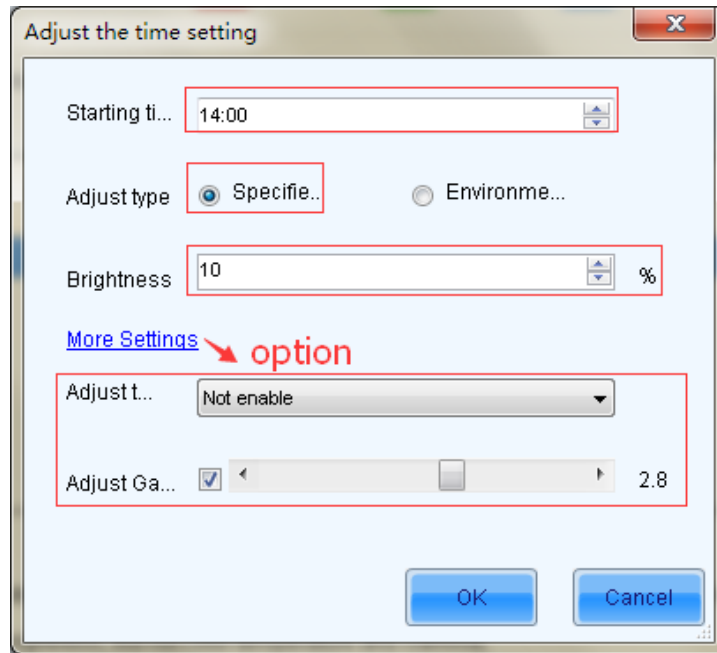 Adjust the time setting
Starting ti... 14:00
Adjust type Specifie.. Environme...
Brightness 10 %
More Settings option
Adjust t... Not enable
Adjust Ga... 2.8
OK Cancel